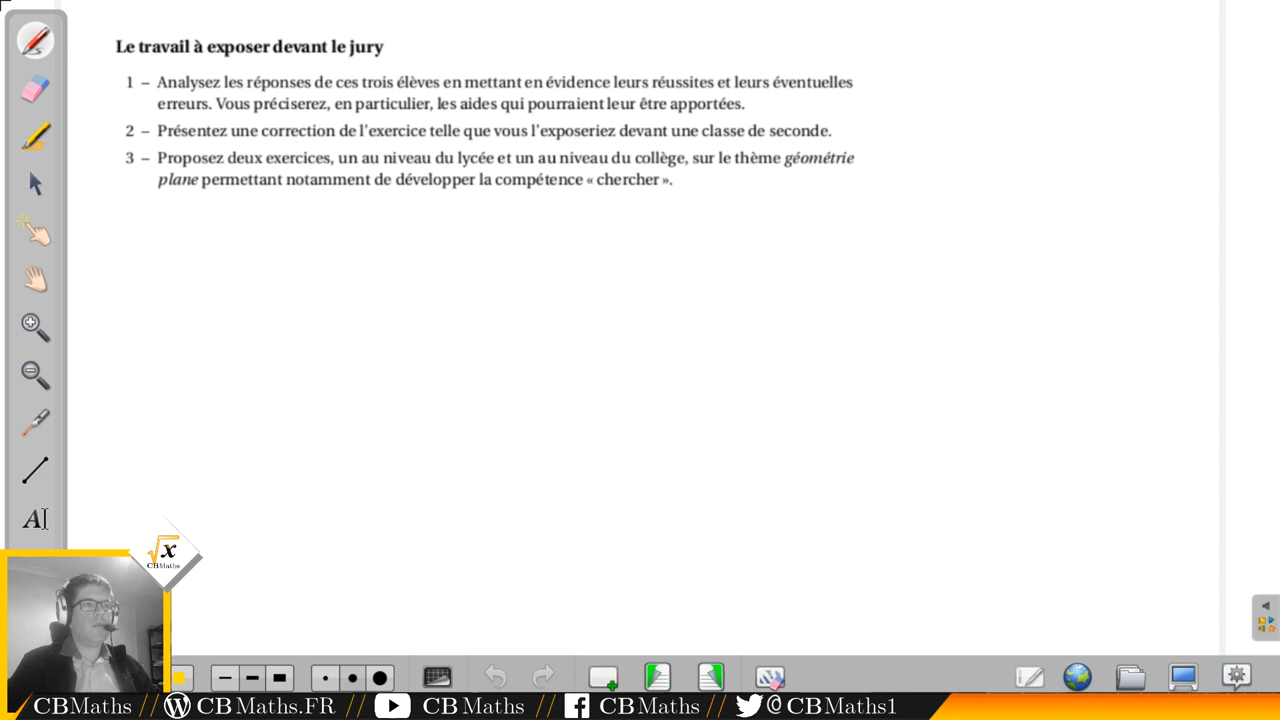 Le travail à exposer devant le jury
1 – Analysez les réponses de ces trois élèves en mettant en évidence leurs réussites et leurs éventuelles
erreurs. Vous préciserez, en particulier, les aides qui pourraient leur être apportées.
2 – Présentez une correction de l'exercice telle que vous l'exposeriez devant une classe de seconde.
3 – Proposez deux exercices, un au niveau du lycée et un au niveau du collège, sur le thème géométrie
plane permettant notamment de développer la compétence « chercher ».
A
√x
CBMaths
CBMaths // CBMaths.FR // CBMaths // CBMaths // @CBMaths1